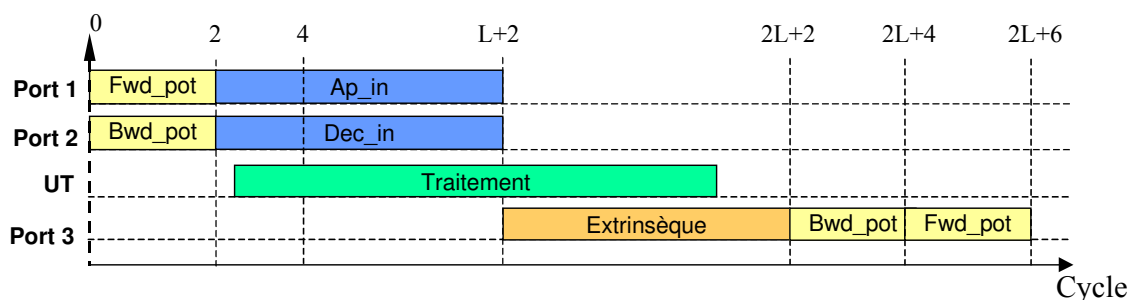 0 2 4 L+2 2L+2 2L+4 2L+6
Port 1 Fwd_pot Ap_in
Port 2 Bwd_pot Dec_in
UT Traitement
Port 3 Extrinsèque Bwd_pot Fwd_pot
Cycle